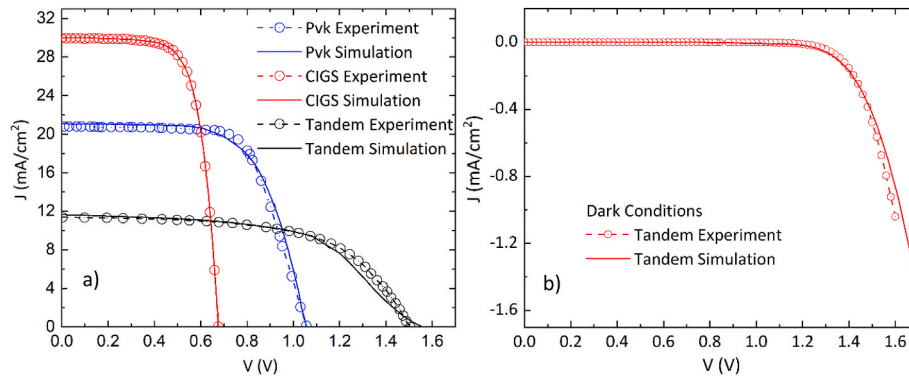 32
28
24
20
16
12
8
4
0
J (mA/cm²)
Pvk Experiment
Pvk Simulation
CIGS Experiment
CIGS Simulation
Tandem Experiment
Tandem Simulation
a)
0.0 0.2 0.4 0.6 0.8 1.0 1.2 1.4 1.6
V (V)
0.0
-0.4
-0.8
-1.2
-1.6
J (mA/cm²)
Dark Conditions
Tandem Experiment
Tandem Simulation
b)
0.0 0.2 0.4 0.6 0.8 1.0 1.2 1.4 1.6
V (V)